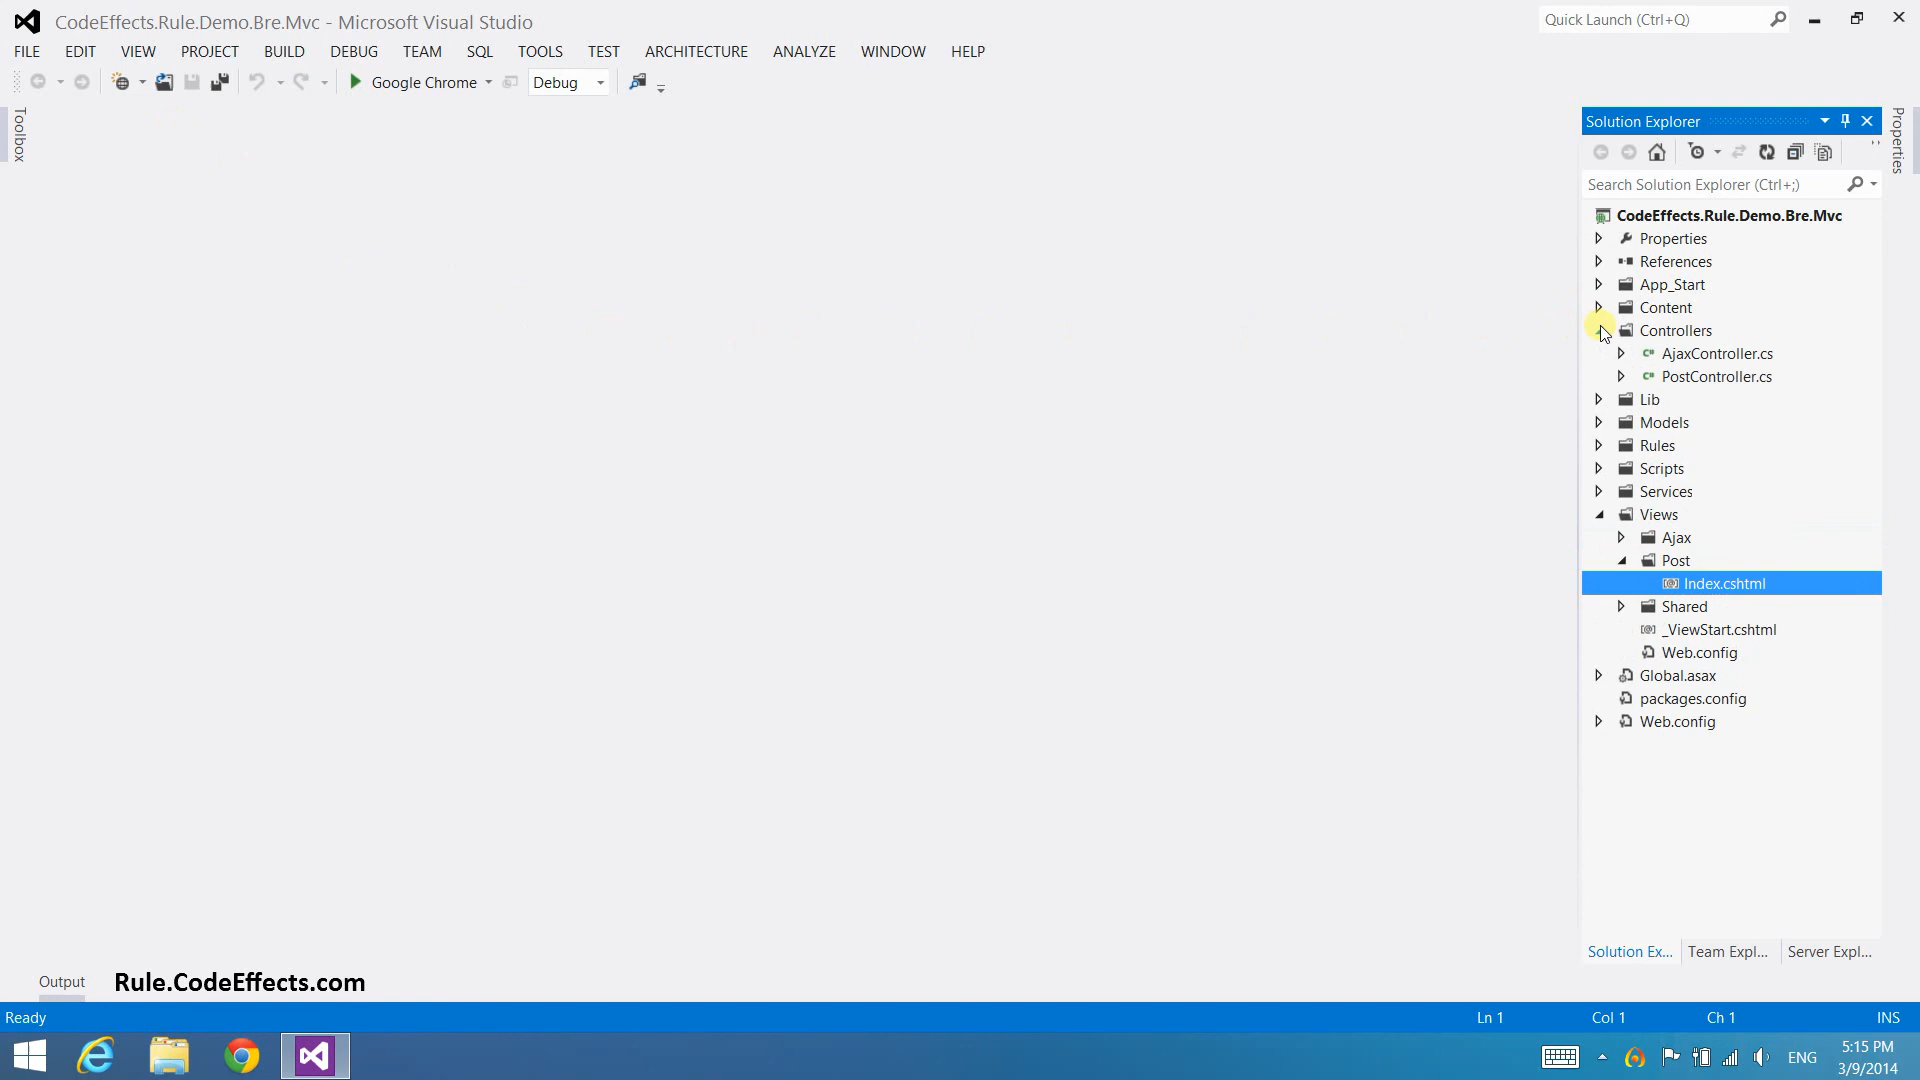 CodeEffects.Rule.Demo.Bre.Mvc - Microsoft Visual Studio
Quick Launch (Ctrl+Q)
FILE EDIT VIEW PROJECT BUILD DEBUG TEAM SQL TOOLS TEST ARCHITECTURE ANALYZE WINDOW HELP
Google Chrome Debug
Toolbox
Solution Explorer
Properties
Search Solution Explorer (Ctrl+;)
CodeEffects.Rule.Demo.Bre.Mvc
Properties
References
App_Start
Content
Controllers
C# AjaxController.cs
C# PostController.cs
Lib
Models
Rules
Scripts
Services
Views
Ajax
Post
[@] Index.cshtml
Shared
[@] _ViewStart.cshtml
Web.config
Global.asax
packages.config
Web.config
Solution Ex... Team Expl... Server Expl...
Output
Rule.CodeEffects.com
Ready
Ln 1 Col 1 Ch 1 INS
ENG
5:15 PM
3/9/2014